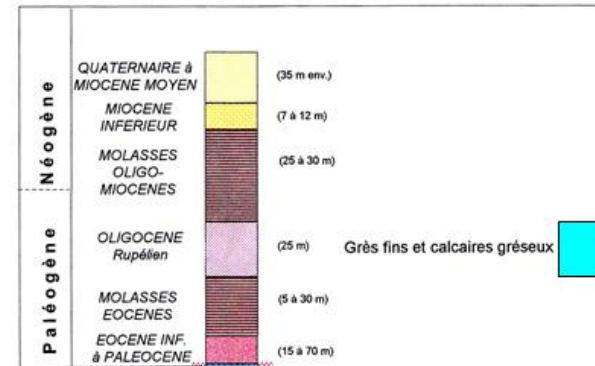 Néogène
QUATERNAIRE à
MIOCENE MOYEN
(35 m env.)
MIOCENE
INFERIEUR
(7 à 12 m)
MOLASSES
OLIGO-
MIOCENES
(25 à 30 m)
Paléogène
OLIGOCENE
Rupélien
(25 m)
Grès fins et calcaires gréseux
MOLASSES
EOCENES
(5 à 30 m)
EOCENE INF.
à PALEOCENE
(15 à 70 m)